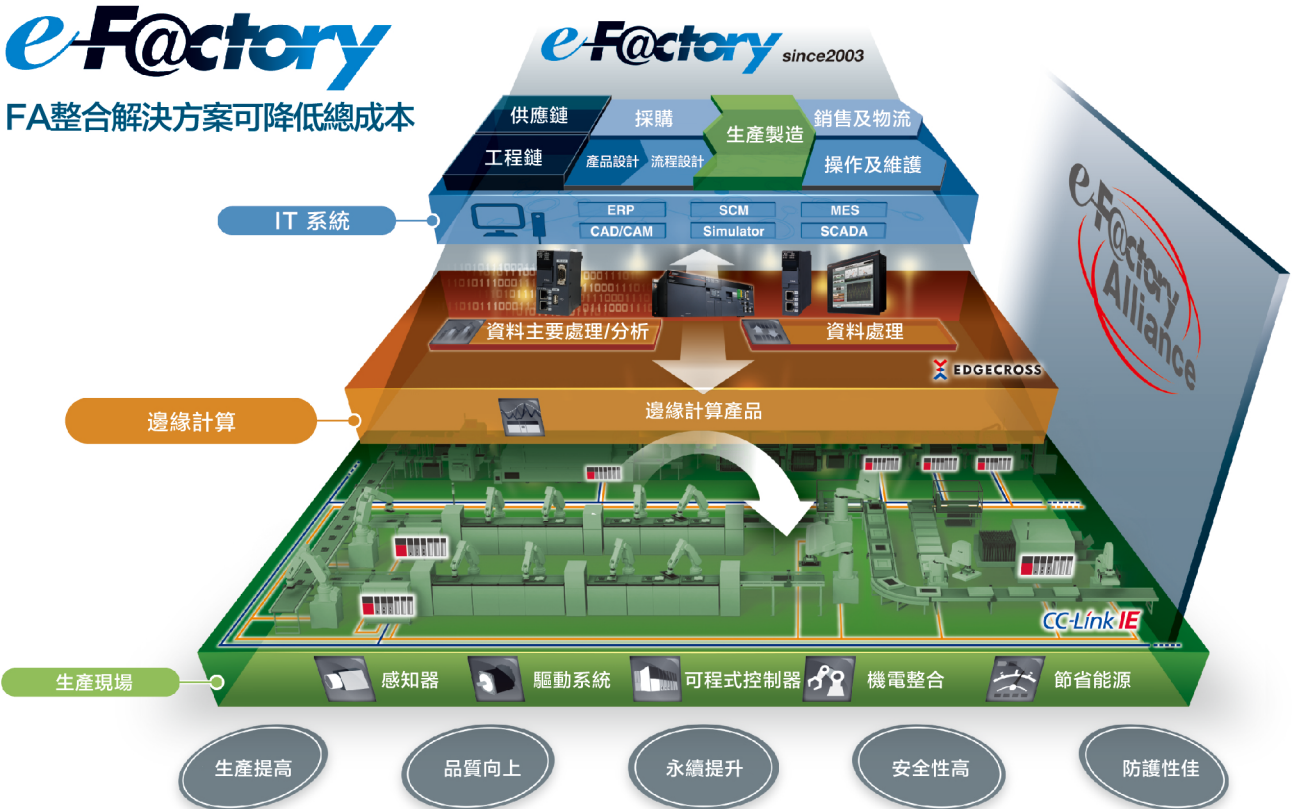 e-F@ctory
FA整合解決方案可降低總成本
e-F@ctory since2003
供應鏈
採購
生產製造
銷售及物流
工程鏈
產品設計
流程設計
操作及維護
IT 系統
ERP
SCM
MES
CAD/CAM
Simulator
SCADA
e-F@ctory
Alliance
資料主要處理/分析
資料處理
EDGECROSS
邊緣計算
邊緣計算產品
CC-Link IE
生產現場
感知器
驅動系統
可程式控制器
機電整合
節省能源
生產提高
品質向上
永續提升
安全性高
防護性佳